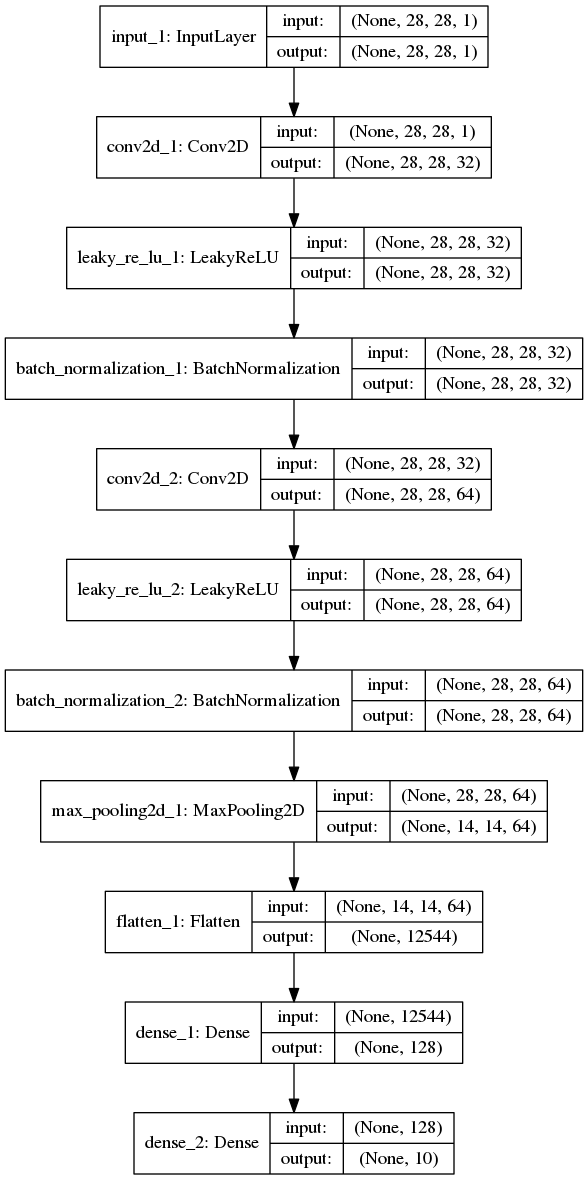 input_1: InputLayer
input: (None, 28, 28, 1)
output: (None, 28, 28, 1)
conv2d_1: Conv2D
input: (None, 28, 28, 1)
output: (None, 28, 28, 32)
leaky_re_lu_1: LeakyReLU
input: (None, 28, 28, 32)
output: (None, 28, 28, 32)
batch_normalization_1: BatchNormalization
input: (None, 28, 28, 32)
output: (None, 28, 28, 32)
conv2d_2: Conv2D
input: (None, 28, 28, 32)
output: (None, 28, 28, 64)
leaky_re_lu_2: LeakyReLU
input: (None, 28, 28, 64)
output: (None, 28, 28, 64)
batch_normalization_2: BatchNormalization
input: (None, 28, 28, 64)
output: (None, 28, 28, 64)
max_pooling2d_1: MaxPooling2D
input: (None, 28, 28, 64)
output: (None, 14, 14, 64)
flatten_1: Flatten
input: (None, 14, 14, 64)
output: (None, 12544)
dense_1: Dense
input: (None, 12544)
output: (None, 128)
dense_2: Dense
input: (None, 128)
output: (None, 10)